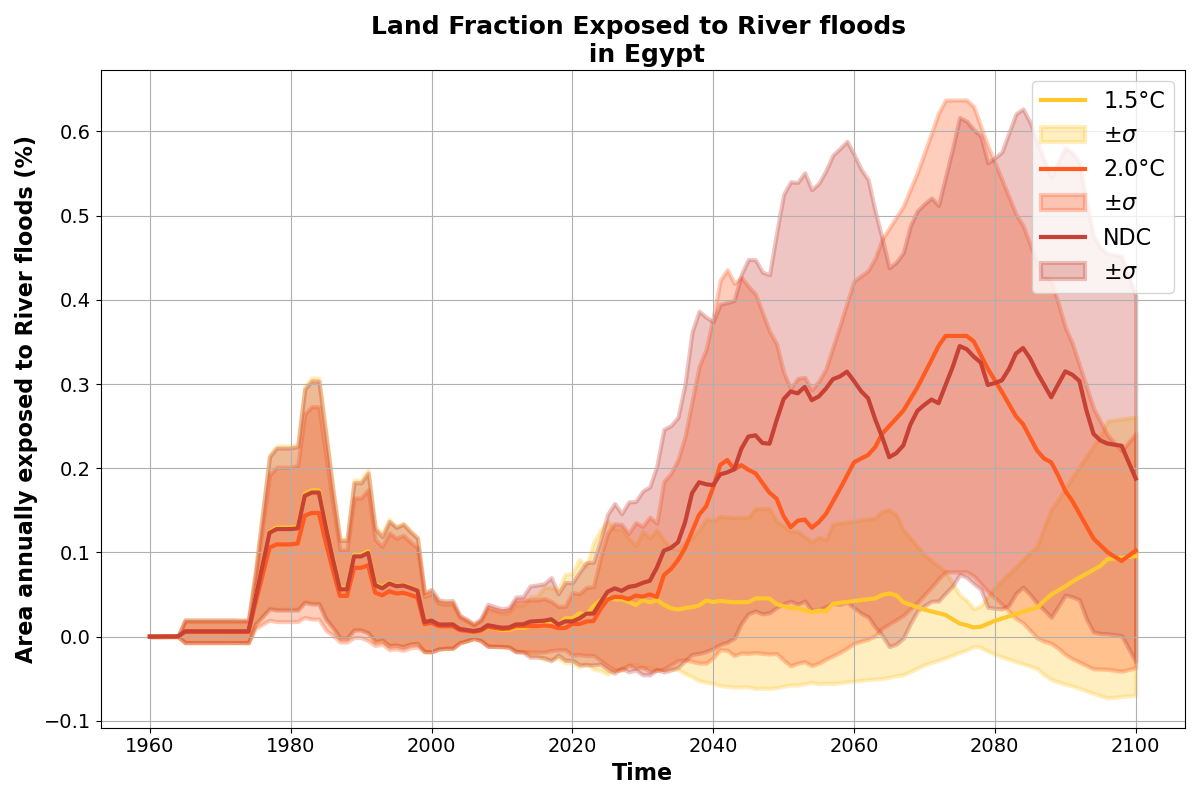 Land Fraction Exposed to River floods
in Egypt
Area annually exposed to River floods (%)
0.6
0.5
0.4
0.3
0.2
0.1
0.0
−0.1
1.5°C
±σ
2.0°C
±σ
NDC
±σ
1960
1980
2000
2020
2040
2060
2080
2100
Time